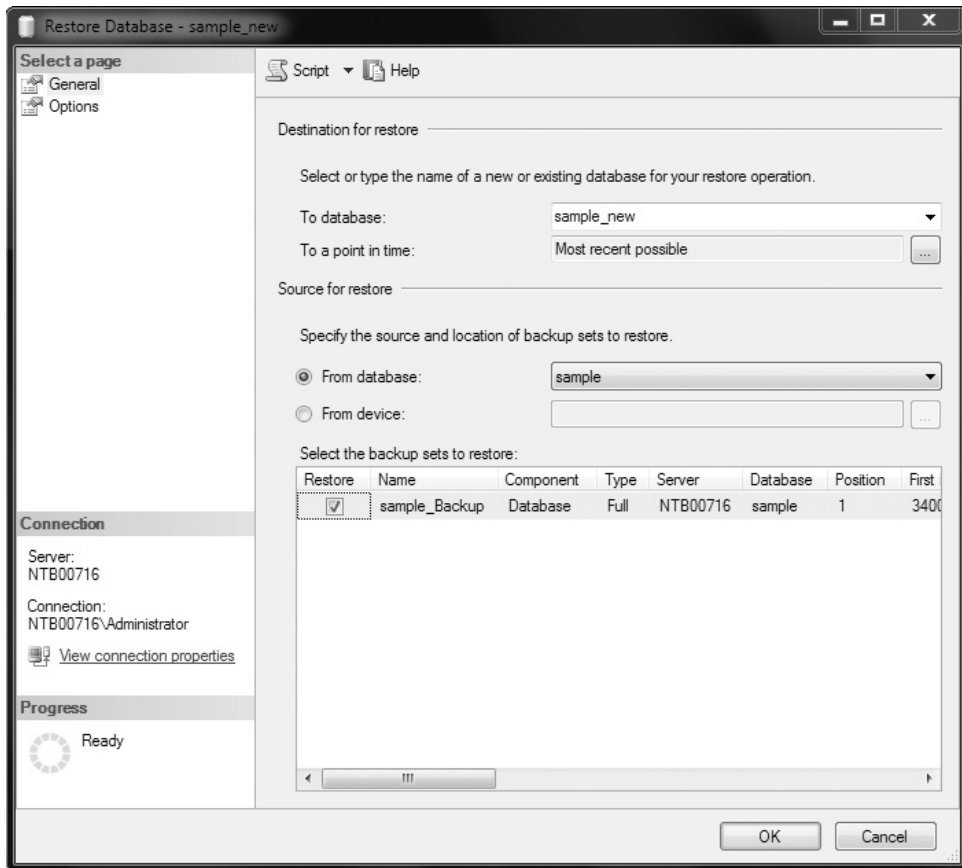 Restore Database - sample_new
Select a page
General
Options
Script
Help
Destination for restore
Select or type the name of a new or existing database for your restore operation.
To database:
sample_new
To a point in time:
Most recent possible
...
Source for restore
Specify the source and location of backup sets to restore.
From database:
sample
From device:
...
Select the backup sets to restore:
Restore Name Component Type Server Database Position First
sample_Backup Database Full NTB00716 sample 1 3400
Connection
Server:
NTB00716
Connection:
NTB00716\Administrator
View connection properties
Progress
Ready
OK
Cancel